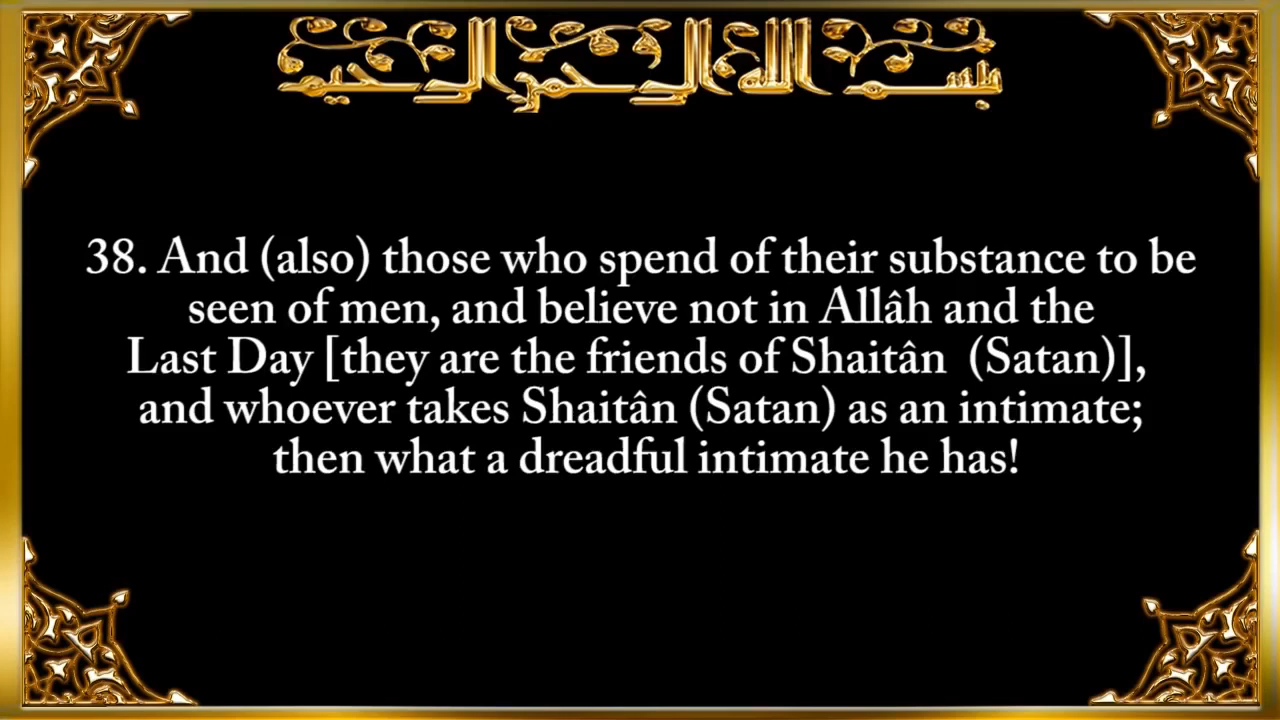 بسم الله الرحمن الرحيم
38. And (also) those who spend of their substance to be
seen of men, and believe not in Allâh and the
Last Day [they are the friends of Shaitân (Satan)],
and whoever takes Shaitân (Satan) as an intimate;
then what a dreadful intimate he has!